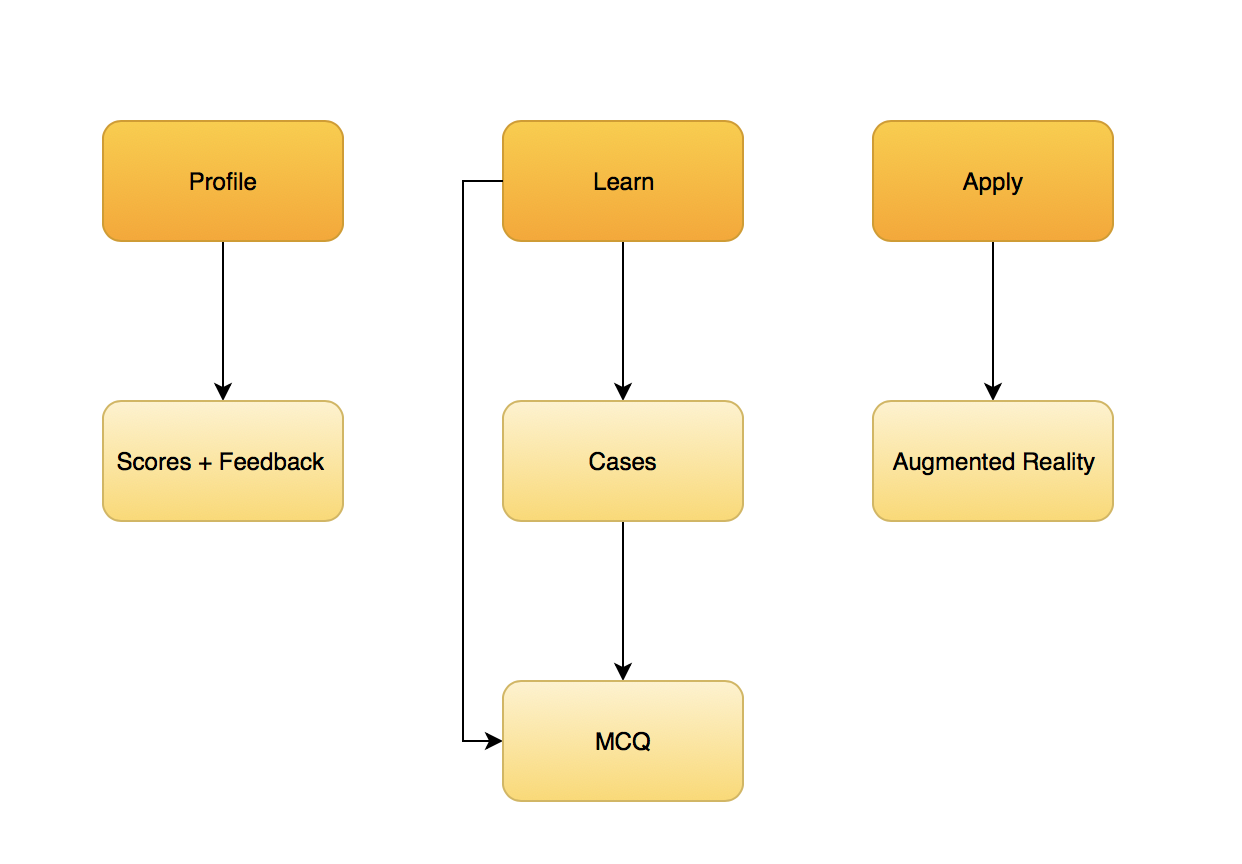 Profile
Learn
Apply
Scores + Feedback
Cases
Augmented Reality
MCQ